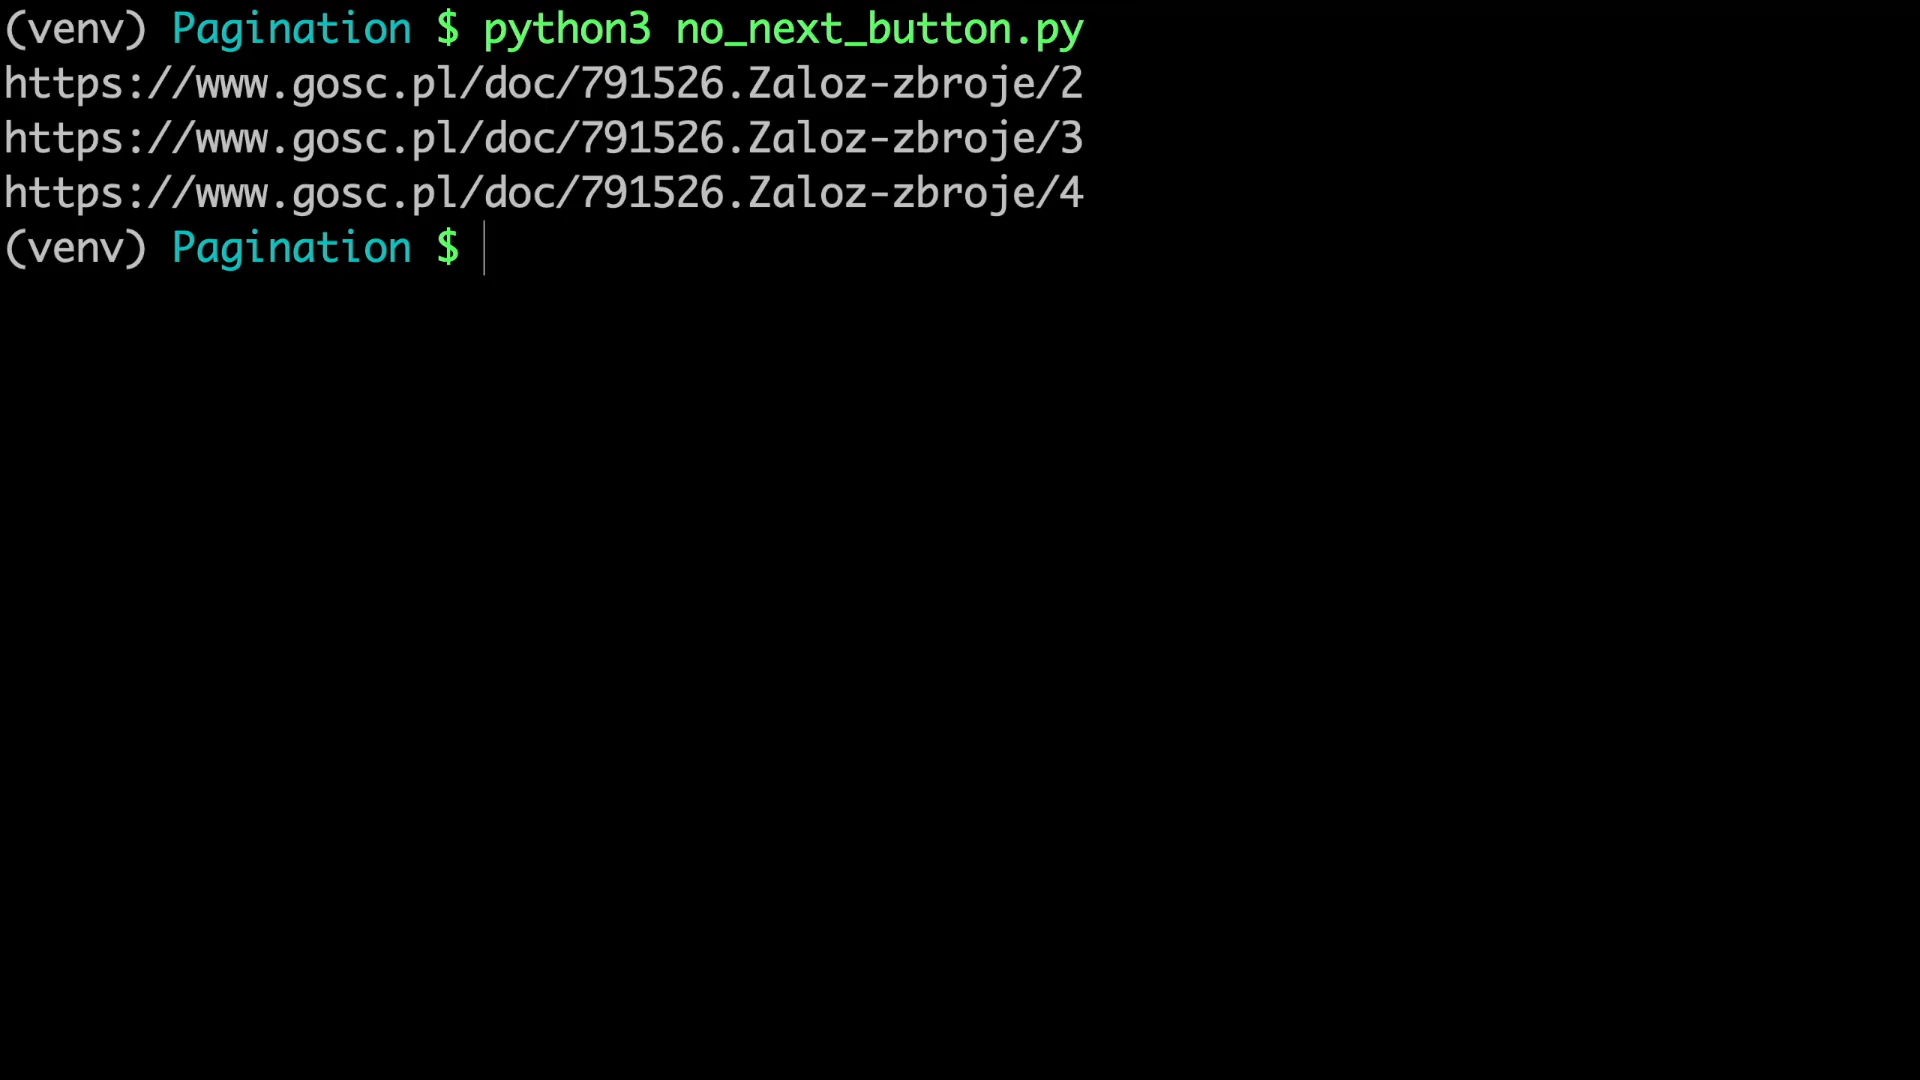 (venv) Pagination $ python3 no_next_button.py
https://www.gosc.pl/doc/791526.Zaloz-zbroje/2
https://www.gosc.pl/doc/791526.Zaloz-zbroje/3
https://www.gosc.pl/doc/791526.Zaloz-zbroje/4
(venv) Pagination $